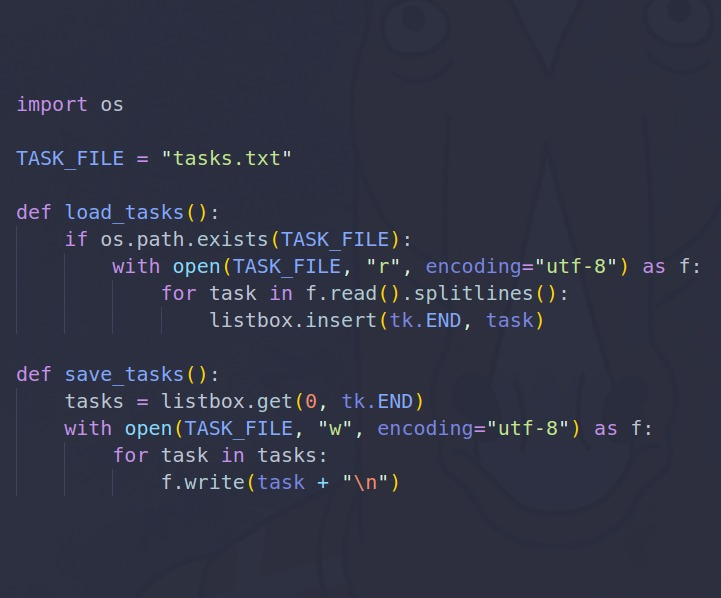 import os
TASK_FILE = "tasks.txt"
def load_tasks():
    if os.path.exists(TASK_FILE):
        with open(TASK_FILE, "r", encoding="utf-8") as f:
            for task in f.read().splitlines():
                listbox.insert(tk.END, task)
def save_tasks():
    tasks = listbox.get(0, tk.END)
    with open(TASK_FILE, "w", encoding="utf-8") as f:
        for task in tasks:
            f.write(task + "\n")